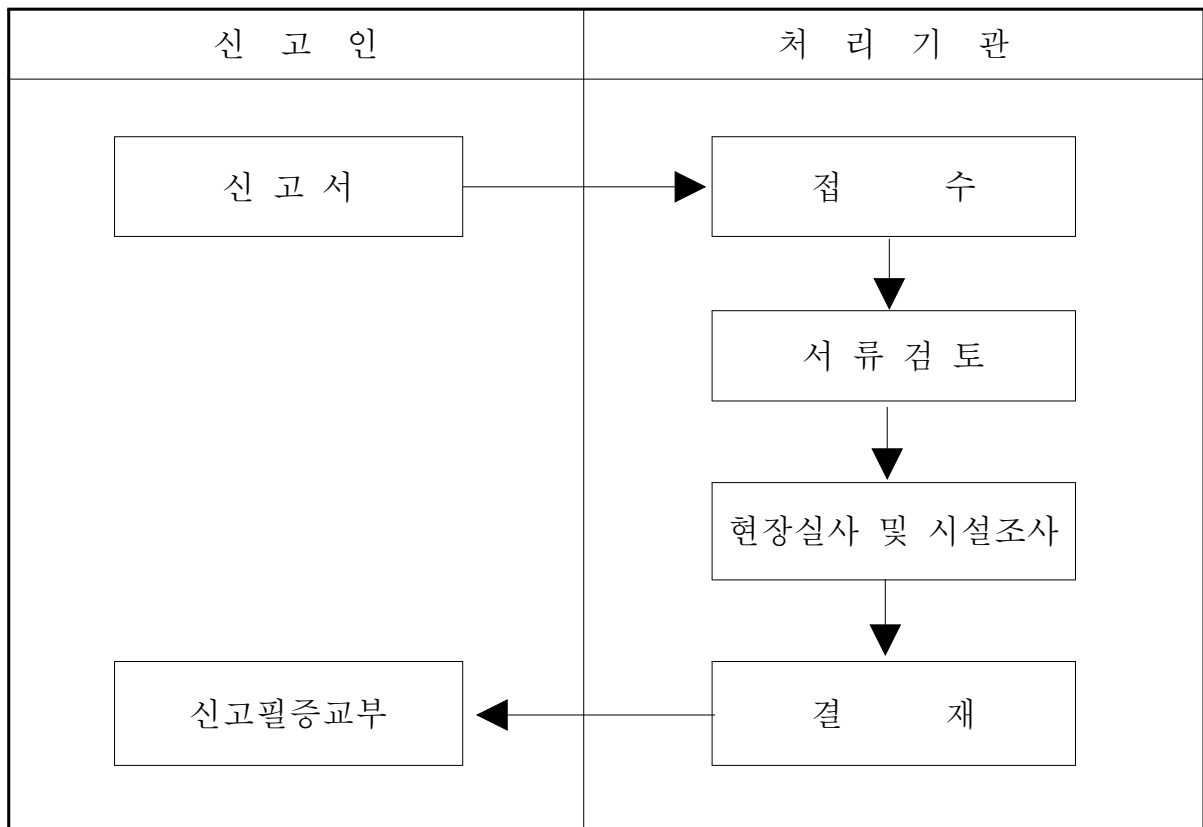 신 고 인
처 리 기 관
신 고 서
접 수
서 류 검 토
현장실사 및 시설조사
신고필증교부
결 재